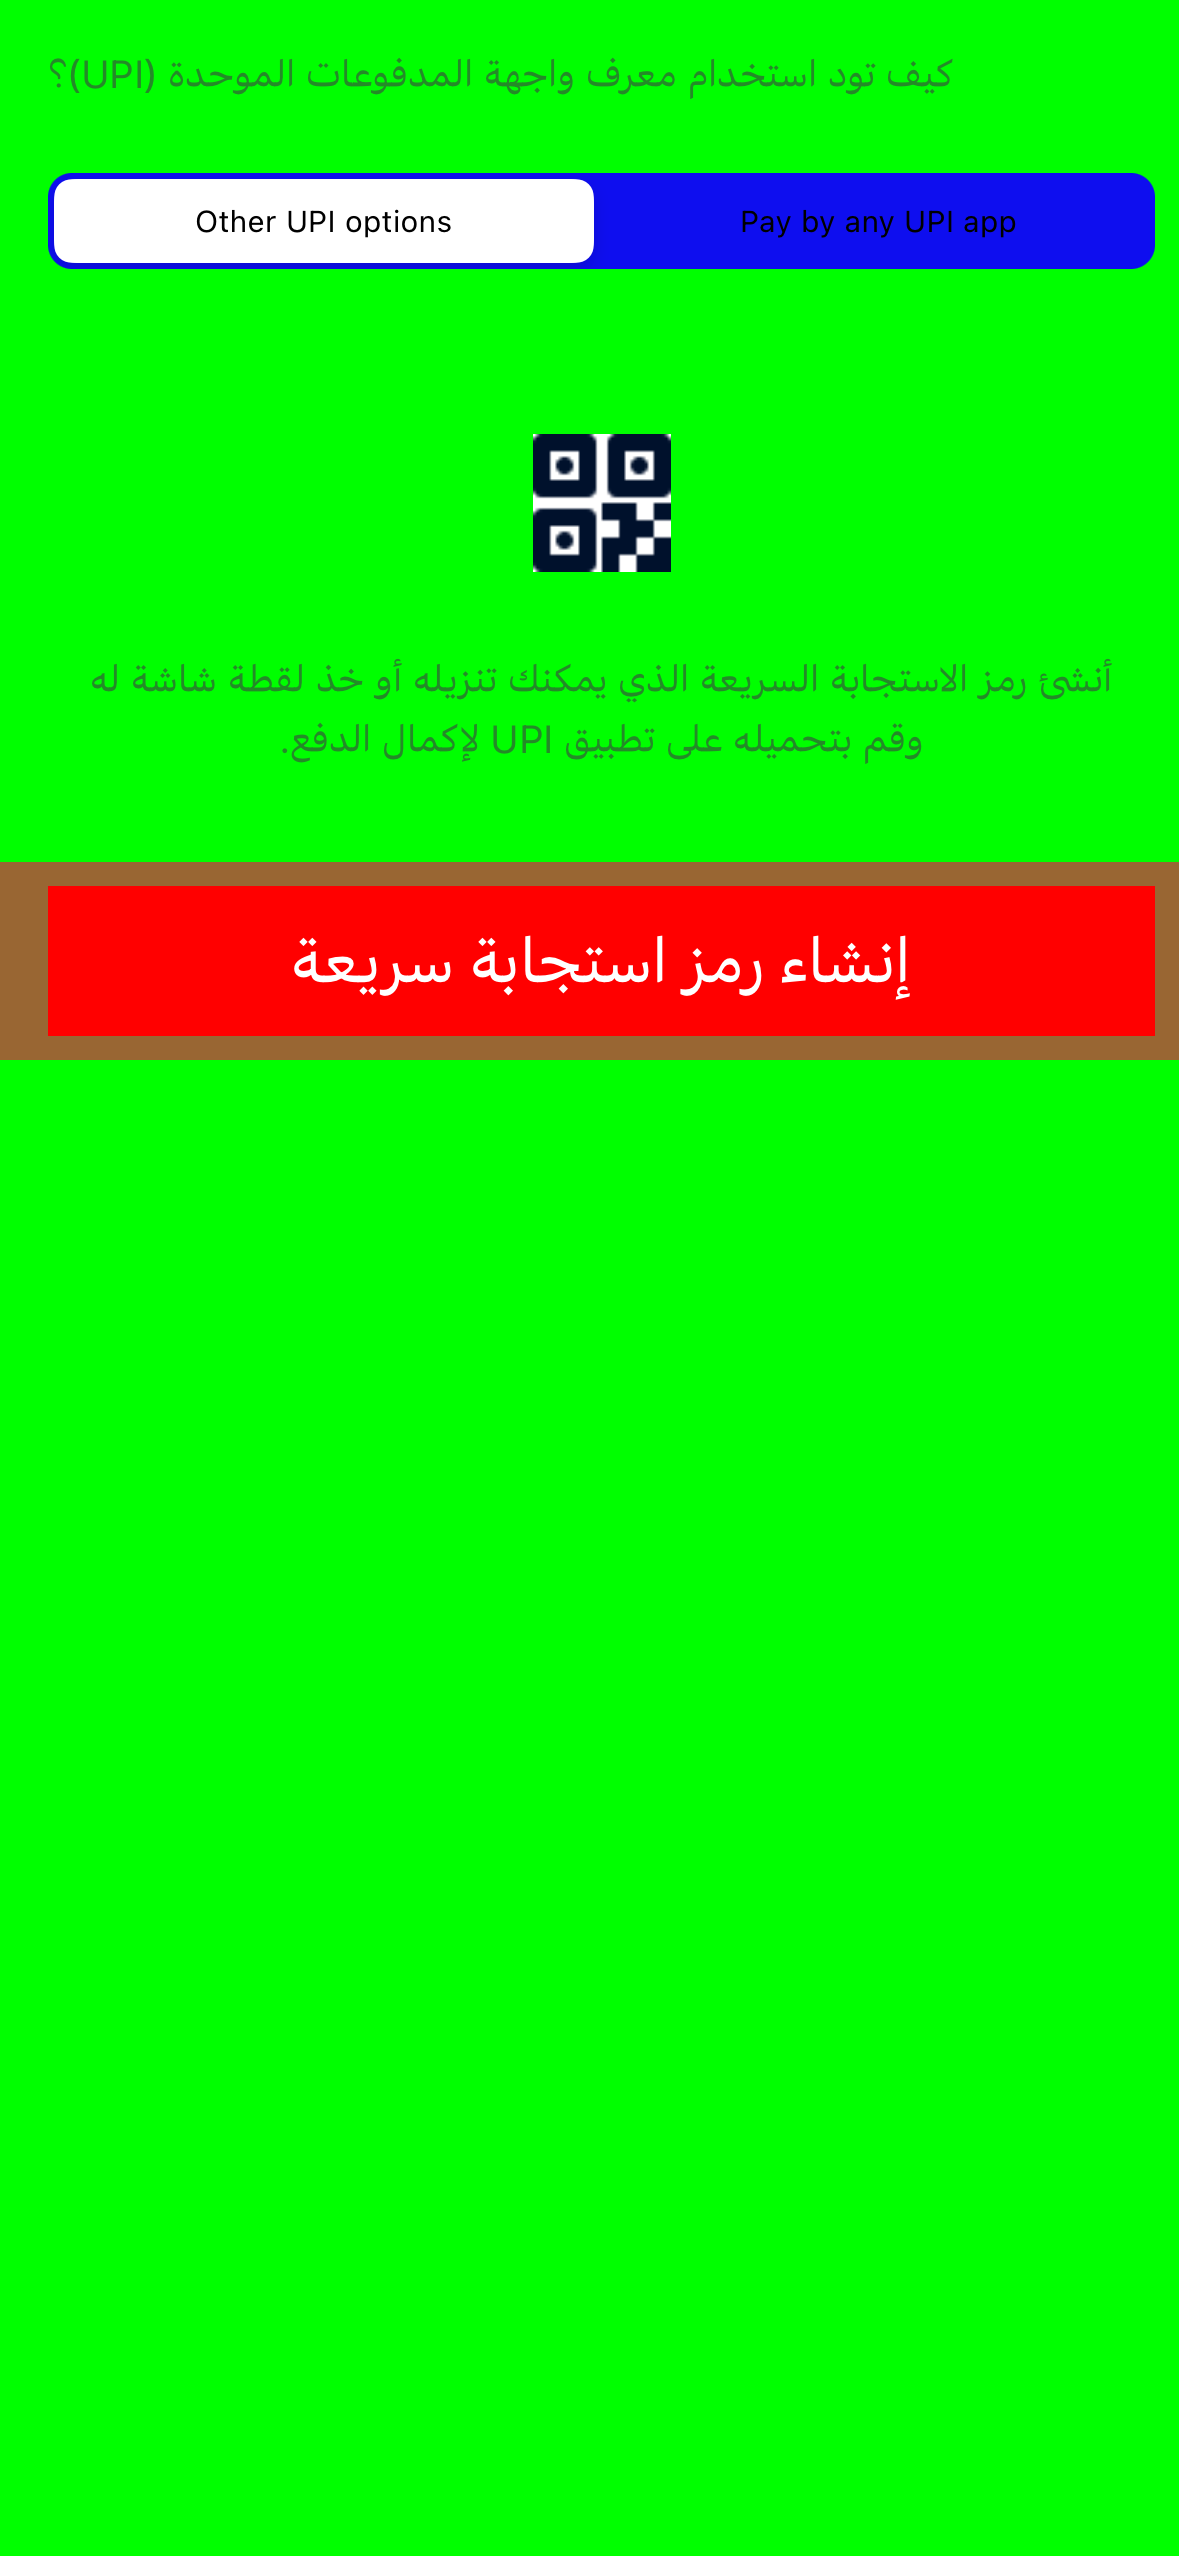 كيف تود استخدام معرف واجهة المدفوعات الموحدة (UPI)؟
Other UPI options
Pay by any UPI app
أنشئ رمز الاستجابة السريعة الذي يمكنك تنزيله أو خذ لقطة شاشة له
وقم بتحميله على تطبيق UPI لإكمال الدفع.
إنشاء رمز استجابة سريعة